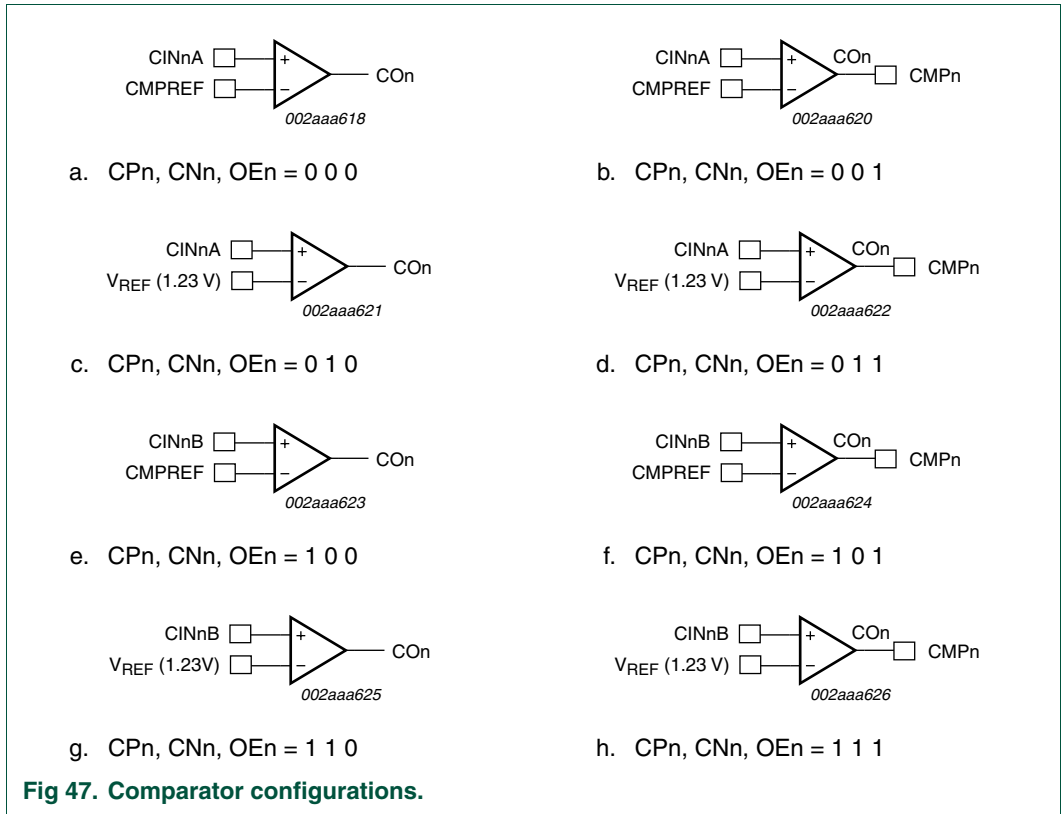 CINnA
CMPREF
+
−
COn
002aaa618
a. CPn, CNn, OEn = 0 0 0
CINnA
CMPREF
+
−
COn
CMPn
002aaa620
b. CPn, CNn, OEn = 0 0 1
CINnA
VREF (1.23 V)
+
−
COn
002aaa621
c. CPn, CNn, OEn = 0 1 0
CINnA
VREF (1.23 V)
+
−
COn
CMPn
002aaa622
d. CPn, CNn, OEn = 0 1 1
CINnB
CMPREF
+
−
COn
002aaa623
e. CPn, CNn, OEn = 1 0 0
CINnB
CMPREF
+
−
COn
CMPn
002aaa624
f. CPn, CNn, OEn = 1 0 1
CINnB
VREF (1.23V)
+
−
COn
002aaa625
g. CPn, CNn, OEn = 1 1 0
CINnB
VREF (1.23 V)
+
−
COn
CMPn
002aaa626
h. CPn, CNn, OEn = 1 1 1
Fig 47. Comparator configurations.